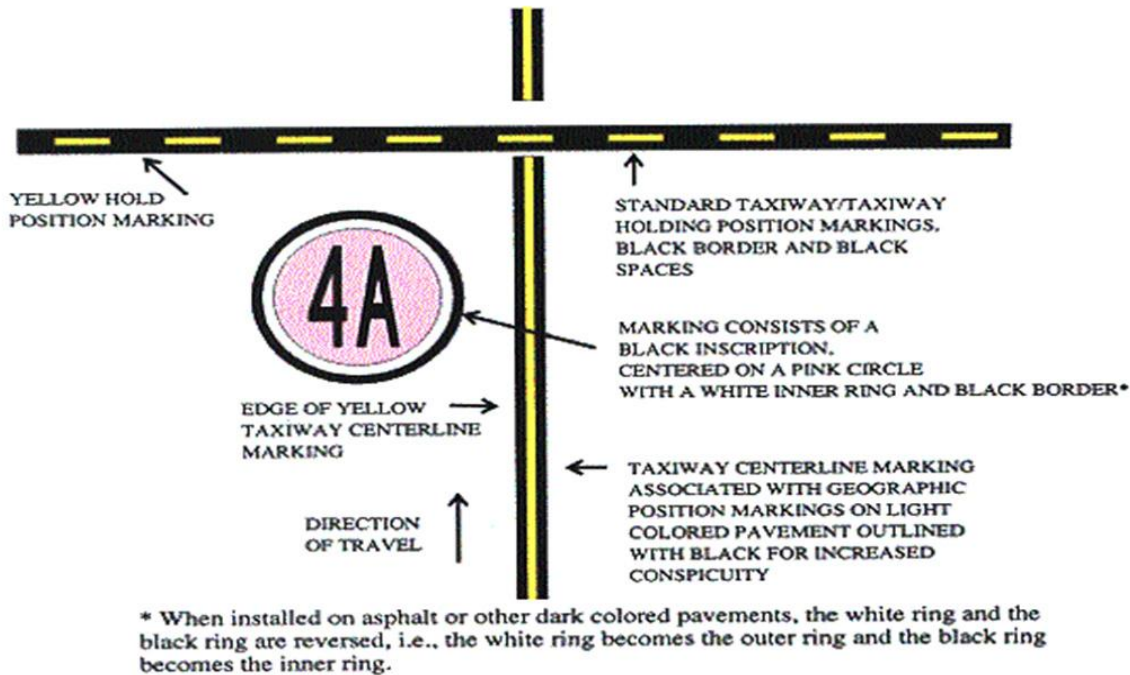 YELLOW HOLD
POSITION MARKING
STANDARD TAXIWAY/TAXIWAY
HOLDING POSITION MARKINGS,
BLACK BORDER AND BLACK
SPACES
4A
MARKING CONSISTS OF A
BLACK INSCRIPTION,
CENTERED ON A PINK CIRCLE
WITH A WHITE INNER RING AND BLACK BORDER*
EDGE OF YELLOW
TAXIWAY CENTERLINE
MARKING
TAXIWAY CENTERLINE MARKING
ASSOCIATED WITH GEOGRAPHIC
POSITION MARKINGS ON LIGHT
COLORED PAVEMENT OUTLINED
WITH BLACK FOR INCREASED
CONSPICUITY
DIRECTION
OF TRAVEL
* When installed on asphalt or other dark colored pavements, the white ring and the
black ring are reversed, i.e., the white ring becomes the outer ring and the black ring
becomes the inner ring.